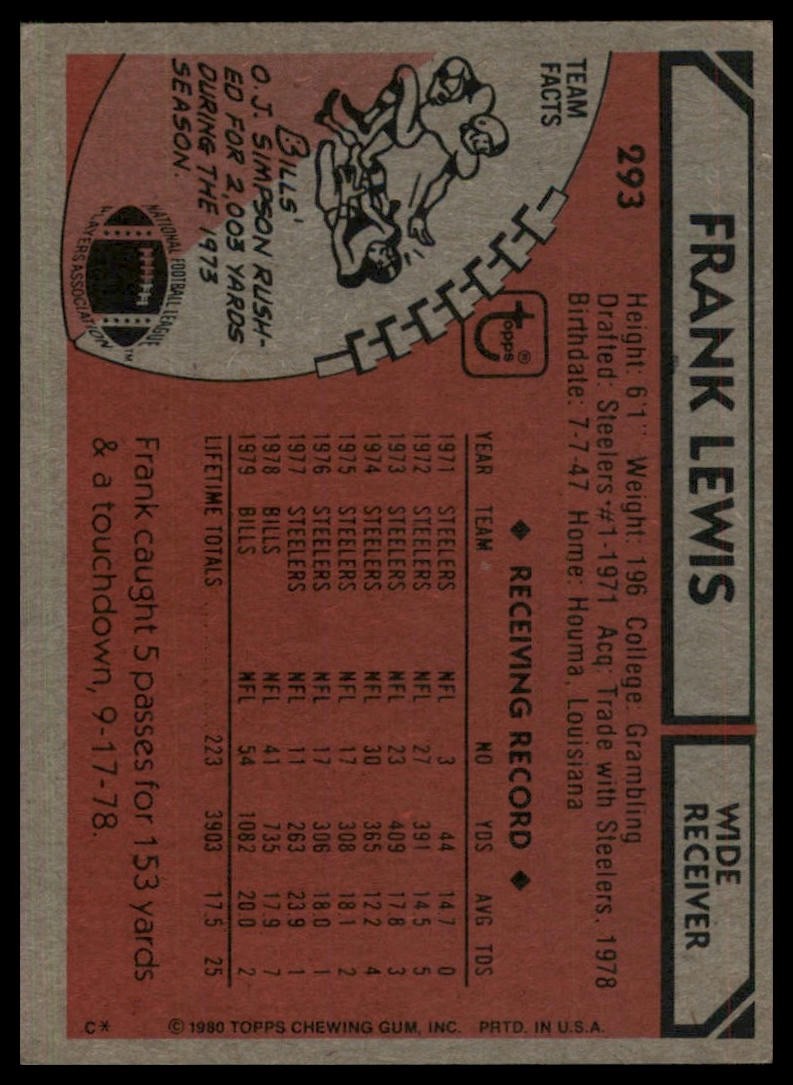 FRANK LEWIS
WIDE
RECEIVER
293
Height: 6'1" Weight: 196 College: Grambling
Drafted: Steelers #1-1971 Acq: Trade with Steelers, 1978
Birthdate: 7-7-47 Home: Houma, Louisiana
TEAM
FACTS
BILLS'
O.J. SIMPSON RUSH-
ED FOR 2,003 YARDS
DURING THE 1973
SEASON.
NATIONAL FOOTBALL LEAGUE
PLAYERS ASSOCIATION™
topps®
◆ RECEIVING RECORD ◆
YEAR TEAM NO YDS AVG TDS
1971 STEELERS NFL 3 44 14.7 0
1972 STEELERS NFL 27 391 14.5 5
1973 STEELERS NFL 23 409 17.8 3
1974 STEELERS NFL 30 365 12.2 4
1975 STEELERS NFL 17 308 18.1 2
1976 STEELERS NFL 17 306 18.0 1
1977 STEELERS NFL 11 263 23.9 1
1978 BILLS NFL 41 735 17.9 7
1979 BILLS NFL 54 1082 20.0 2
LIFETIME TOTALS 223 3903 17.5 25
Frank caught 5 passes for 153 yards
& a touchdown, 9-17-78.
C* © 1980 TOPPS CHEWING GUM, INC. PRTD. IN U.S.A.